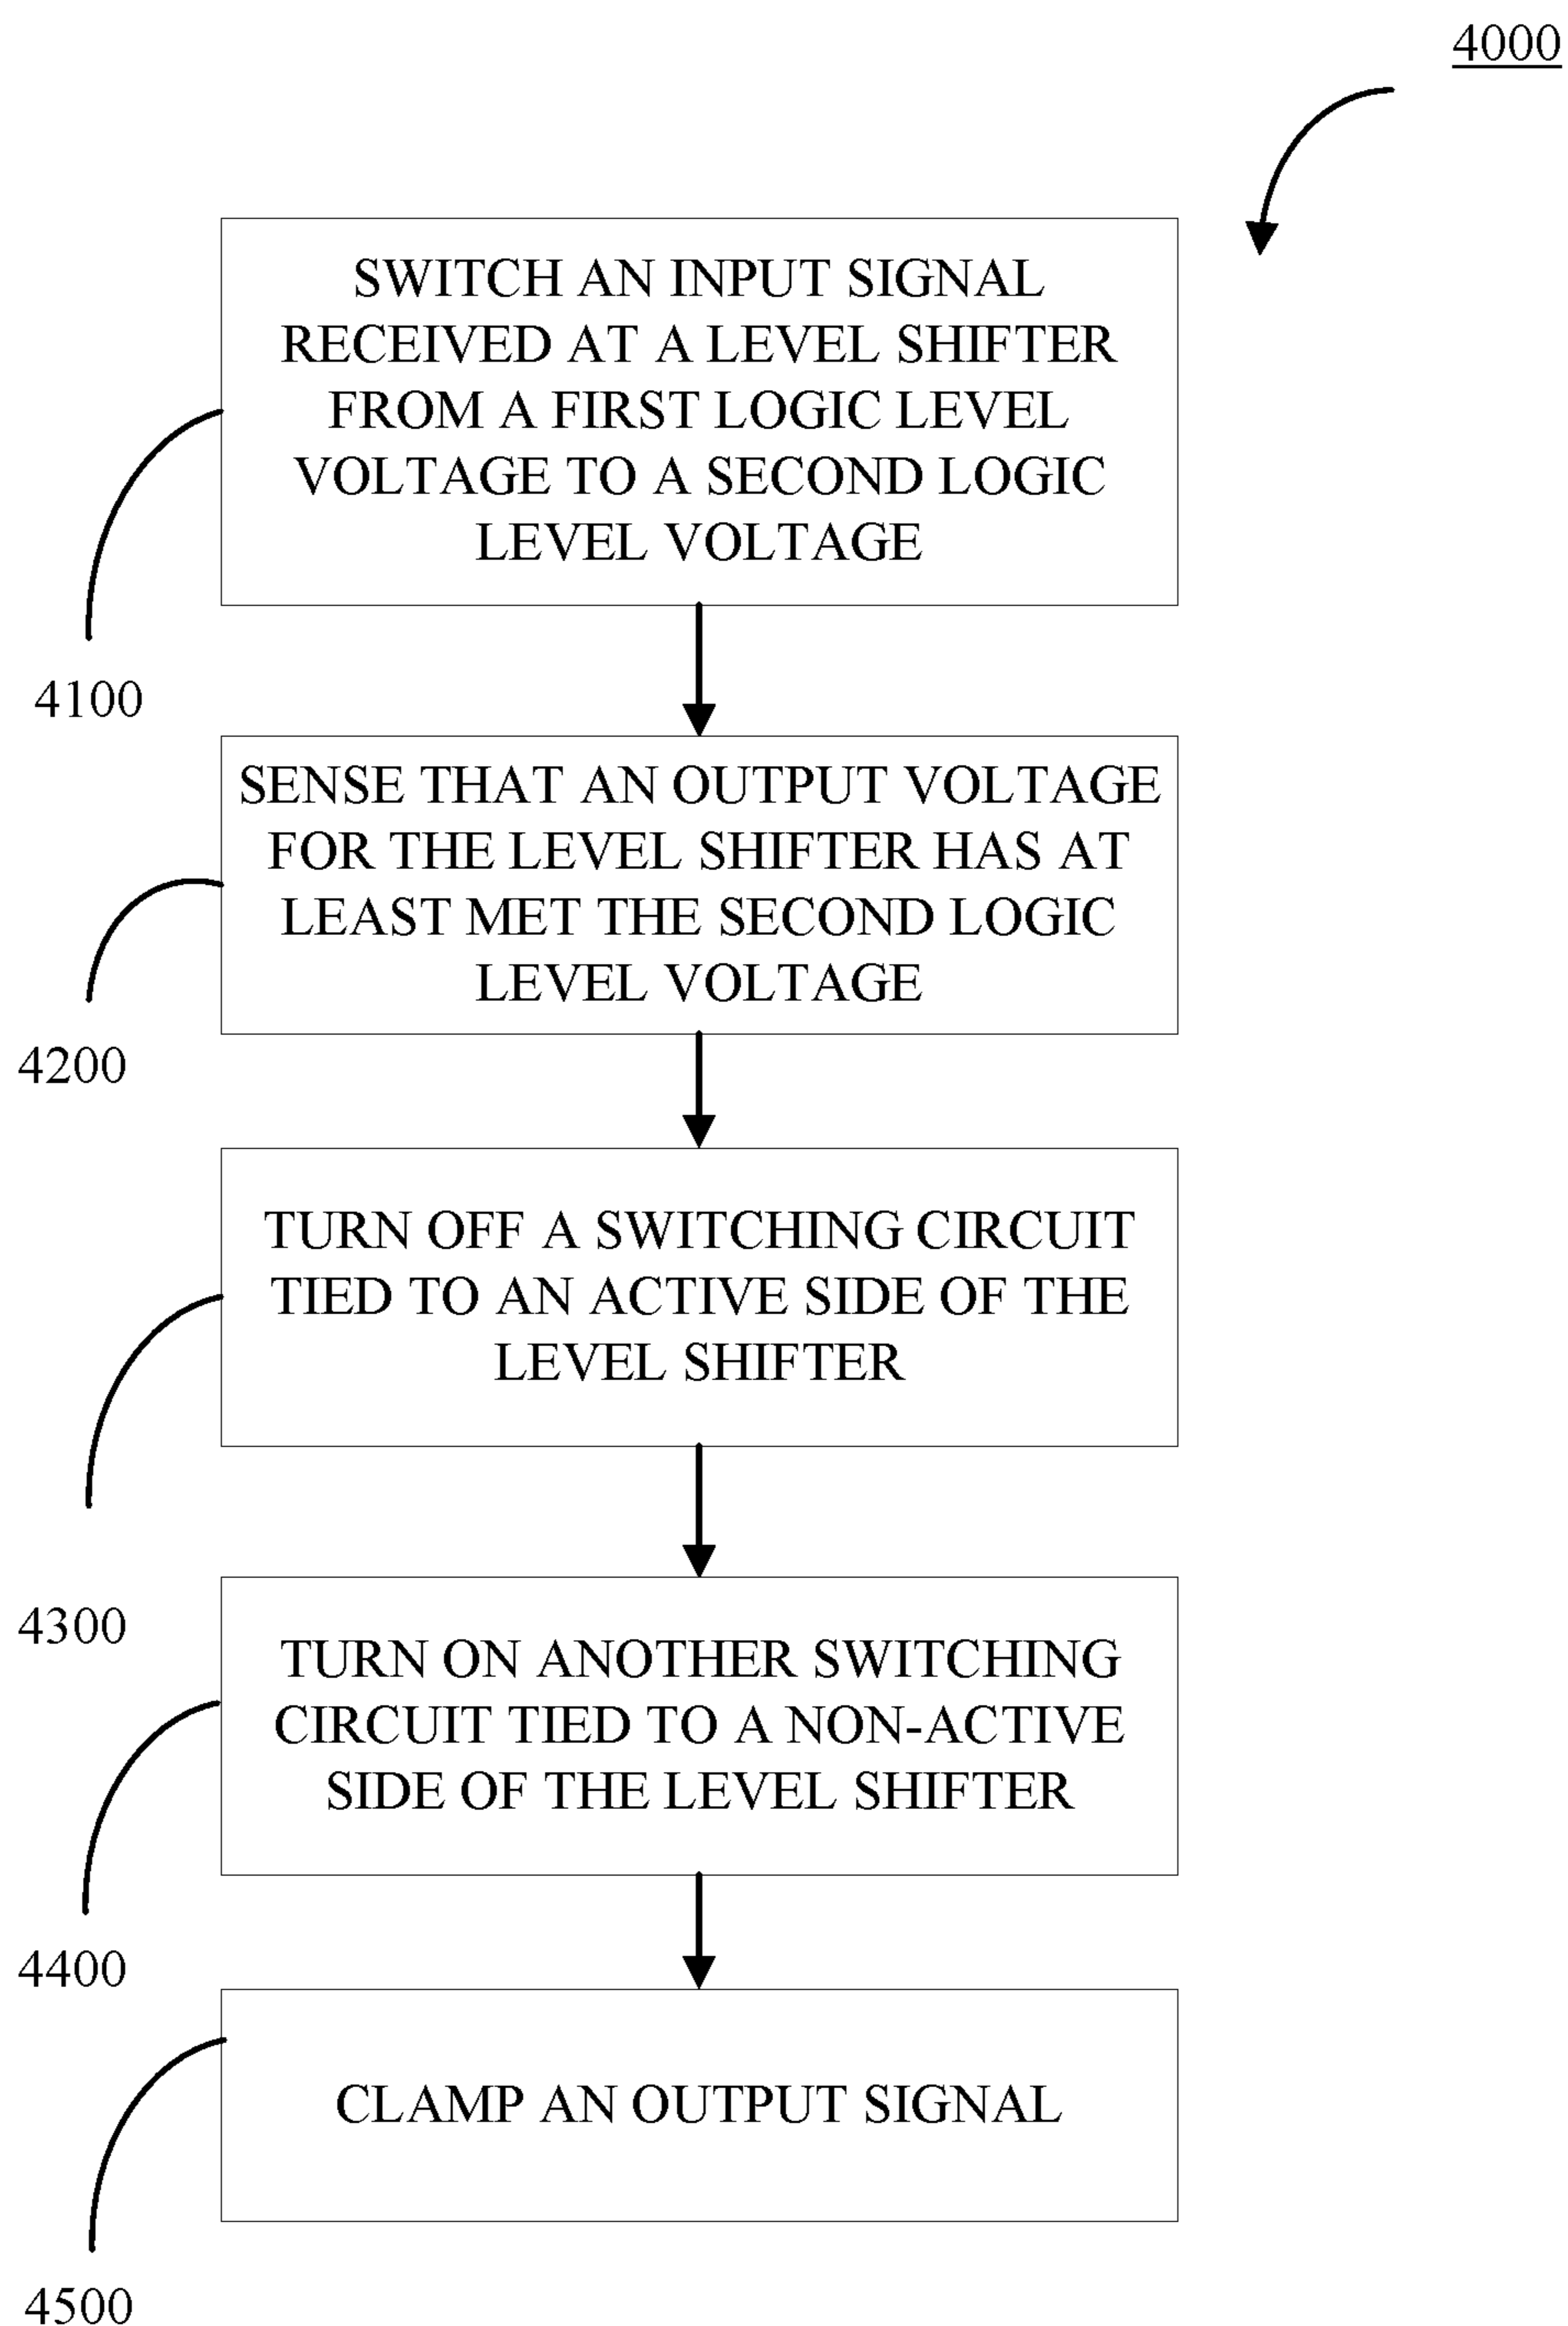 4000
SWITCH AN INPUT SIGNAL
RECEIVED AT A LEVEL SHIFTER
FROM A FIRST LOGIC LEVEL
VOLTAGE TO A SECOND LOGIC
LEVEL VOLTAGE
4100
SENSE THAT AN OUTPUT VOLTAGE
FOR THE LEVEL SHIFTER HAS AT
LEAST MET THE SECOND LOGIC
LEVEL VOLTAGE
4200
TURN OFF A SWITCHING CIRCUIT
TIED TO AN ACTIVE SIDE OF THE
LEVEL SHIFTER
4300
TURN ON ANOTHER SWITCHING
CIRCUIT TIED TO A NON-ACTIVE
SIDE OF THE LEVEL SHIFTER
4400
CLAMP AN OUTPUT SIGNAL
4500